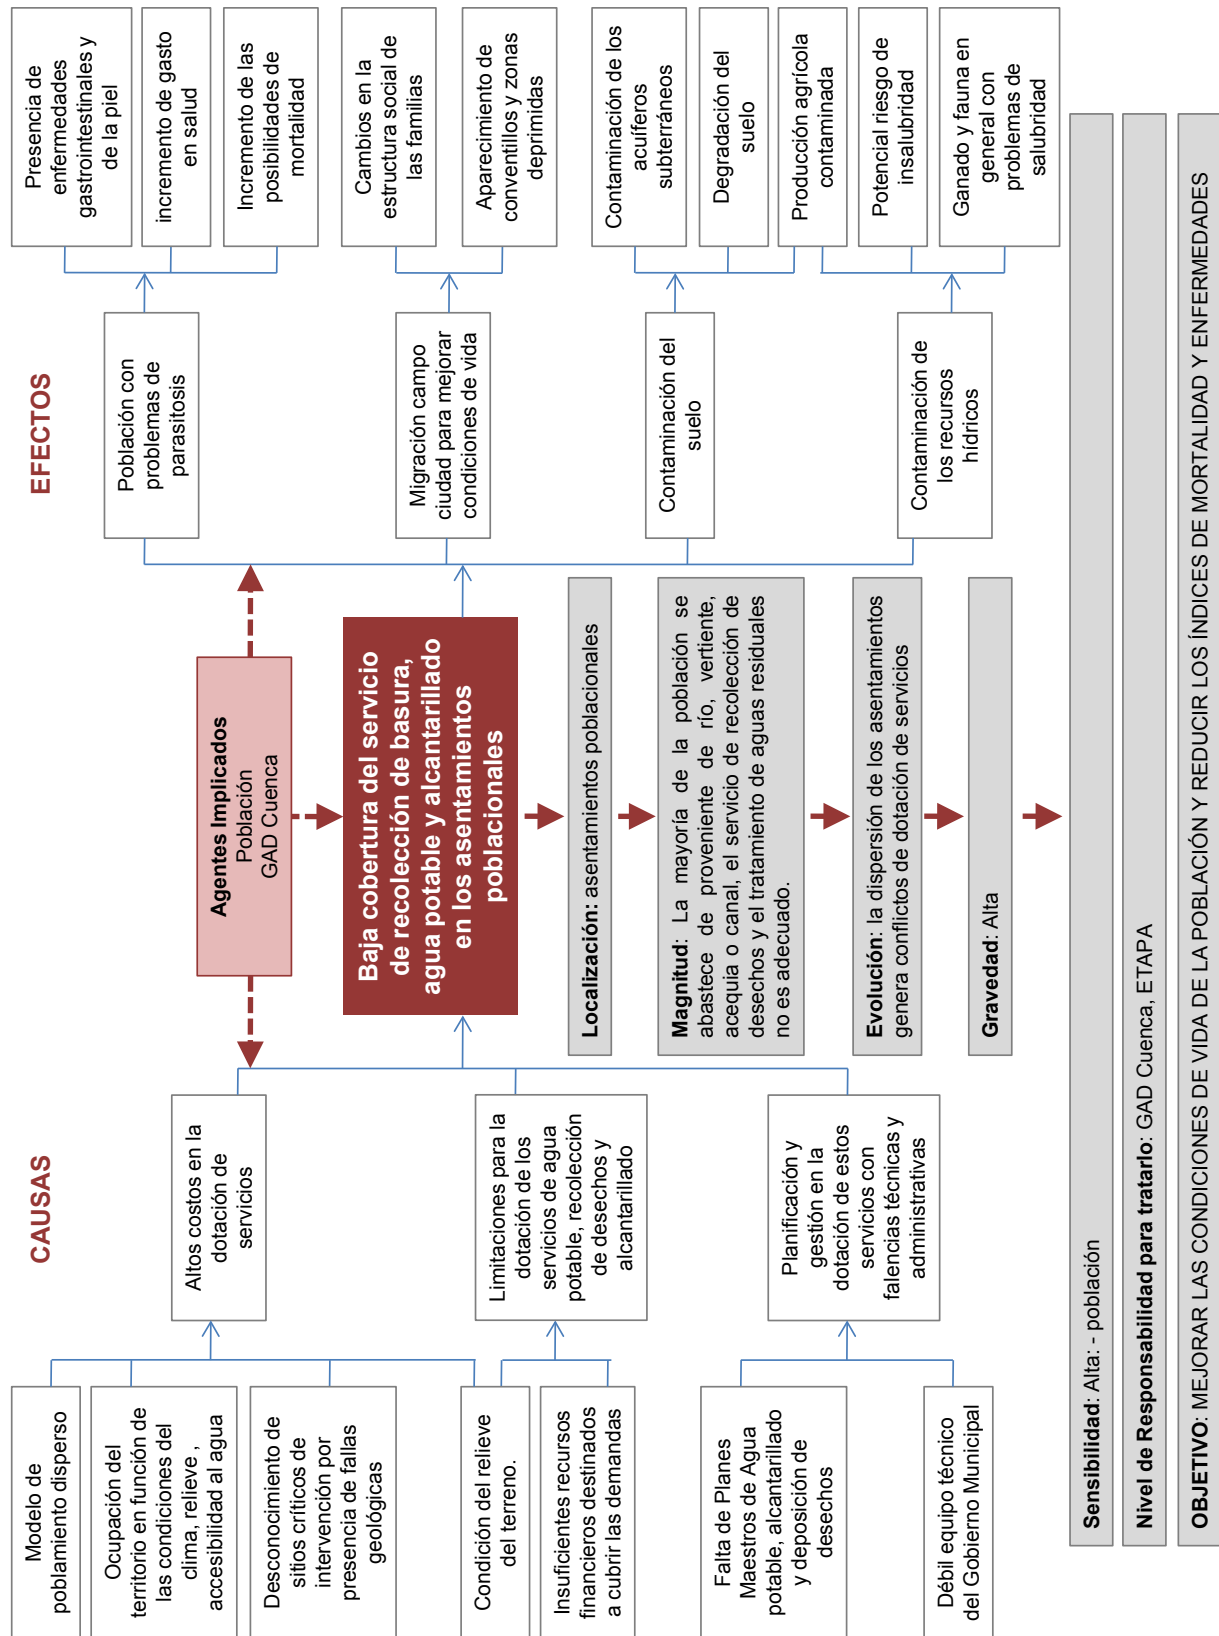 CAUSAS
EFECTOS
Modelo de
poblamiento disperso
Ocupación del
territorio en función de
las condiciones del
clima, relieve ,
accesibilidad al agua
Desconocimiento de
sitios críticos de
intervención por
presencia de fallas
geológicas
Condición del relieve
del terreno.
Insuficientes recursos
financieros destinados
a cubrir las demandas
Falta de Planes
Maestros de Agua
potable, alcantarillado
y deposición de
desechos
Débil equipo técnico
del Gobierno Municipal
Altos costos en la
dotación de
servicios
Limitaciones para la
dotación de los
servicios de agua
potable, recolección
de desechos y
alcantarillado
Planificación y
gestión en la
dotación de estos
servicios con
falencias técnicas y
administrativas
Agentes Implicados
Población
GAD Cuenca
Baja cobertura del servicio
de recolección de basura,
agua potable y alcantarillado
en los asentamientos
poblacionales
Localización: asentamientos poblacionales
Magnitud: La mayoría de la población se
abastece de proveniente de río, vertiente,
acequia o canal, el servicio de recolección de
desechos y el tratamiento de aguas residuales
no es adecuado.
Evolución: la dispersión de los asentamientos
genera conflictos de dotación de servicios
Gravedad: Alta
Población con
problemas de
parasitosis
Migración campo
ciudad para mejorar
condiciones de vida
Contaminación del
suelo
Contaminación de
los recursos
hídricos
Presencia de
enfermedades
gastrointestinales y
de la piel
incremento de gasto
en salud
Incremento de las
posibilidades de
mortalidad
Cambios en la
estructura social de
las familias
Aparecimiento de
conventillos y zonas
deprimidas
Contaminación de los
acuíferos
subterráneos
Degradación del
suelo
Producción agrícola
contaminada
Potencial riesgo de
insalubridad
Ganado y fauna en
general con
problemas de
salubridad
Sensibilidad: Alta: - población
Nivel de Responsabilidad para tratarlo: GAD Cuenca, ETAPA
OBJETIVO: MEJORAR LAS CONDICIONES DE VIDA DE LA POBLACIÓN Y REDUCIR LOS ÍNDICES DE MORTALIDAD Y ENFERMEDADES